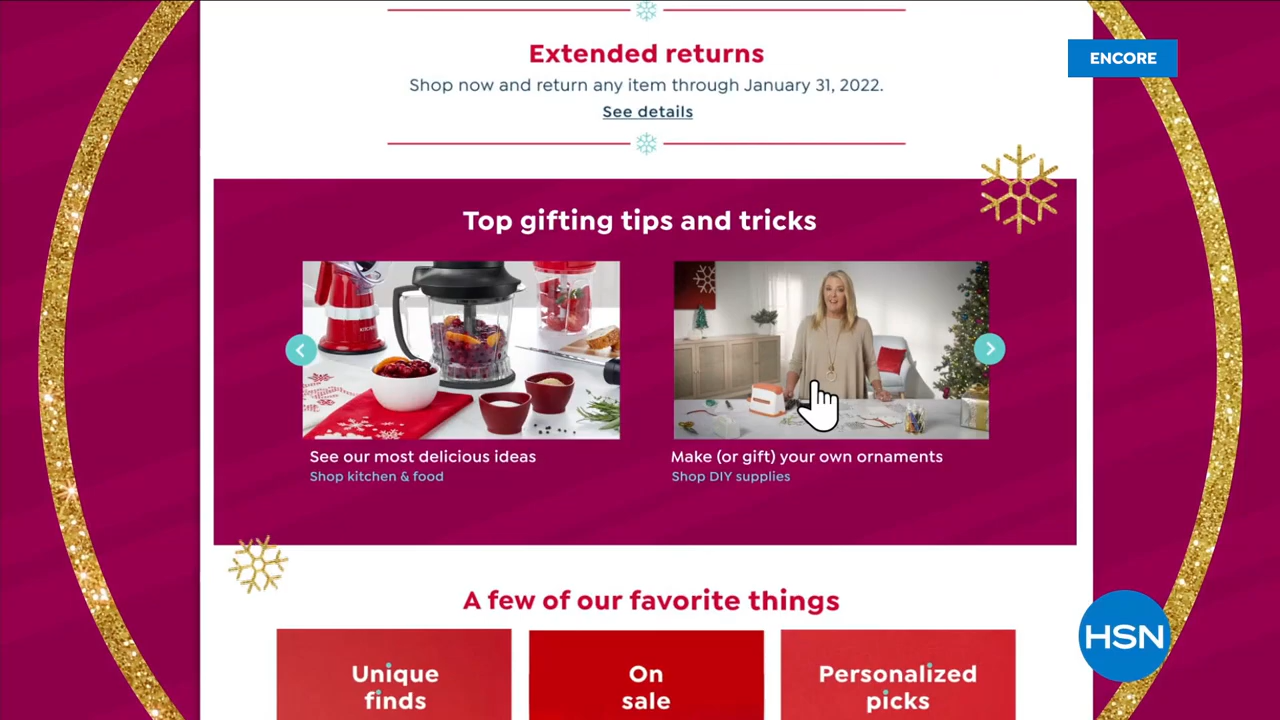 ENCORE
Extended returns
Shop now and return any item through January 31, 2022.
See details
Top gifting tips and tricks
See our most delicious ideas
Shop kitchen & food
Make (or gift) your own ornaments
Shop DIY supplies
A few of our favorite things
Unique
finds
On
sale
Personalized
picks
HSN